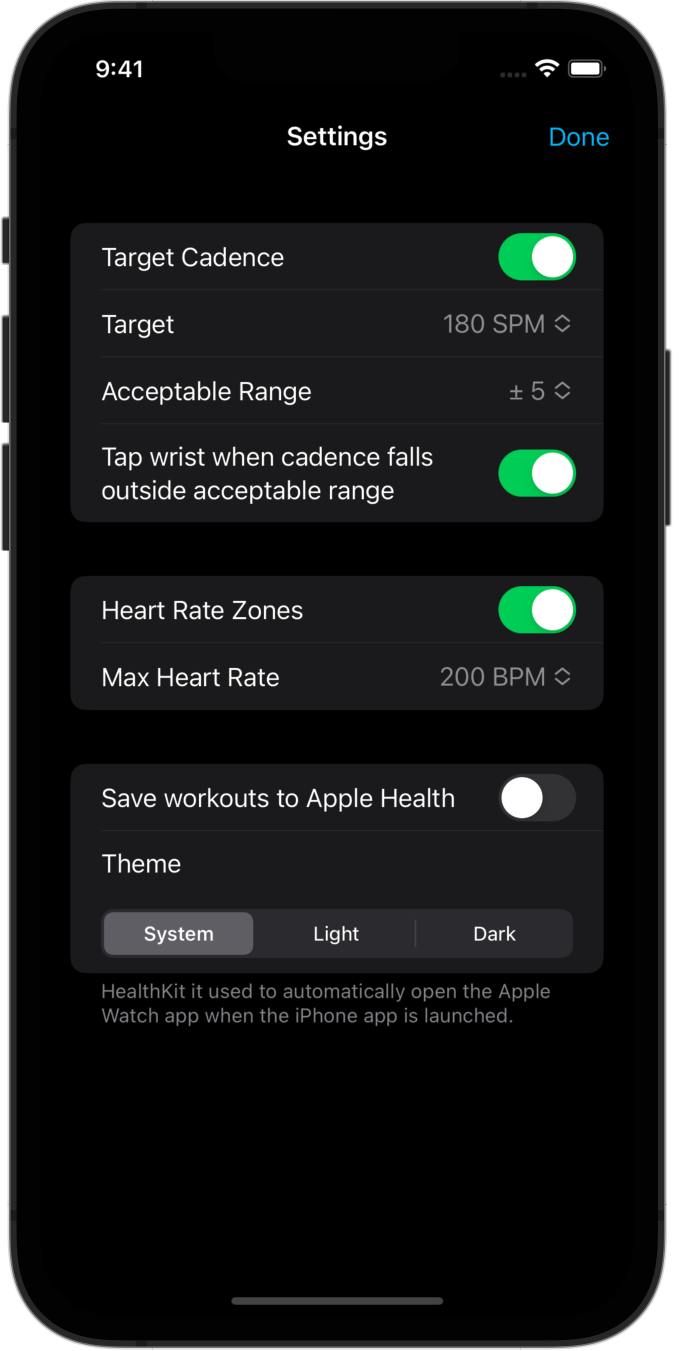 9:41
Settings
Done
Target Cadence
Target
180 SPM
Acceptable Range
± 5
Tap wrist when cadence falls
outside acceptable range
Heart Rate Zones
Max Heart Rate
200 BPM
Save workouts to Apple Health
Theme
System
Light
Dark
HealthKit it used to automatically open the Apple
Watch app when the iPhone app is launched.